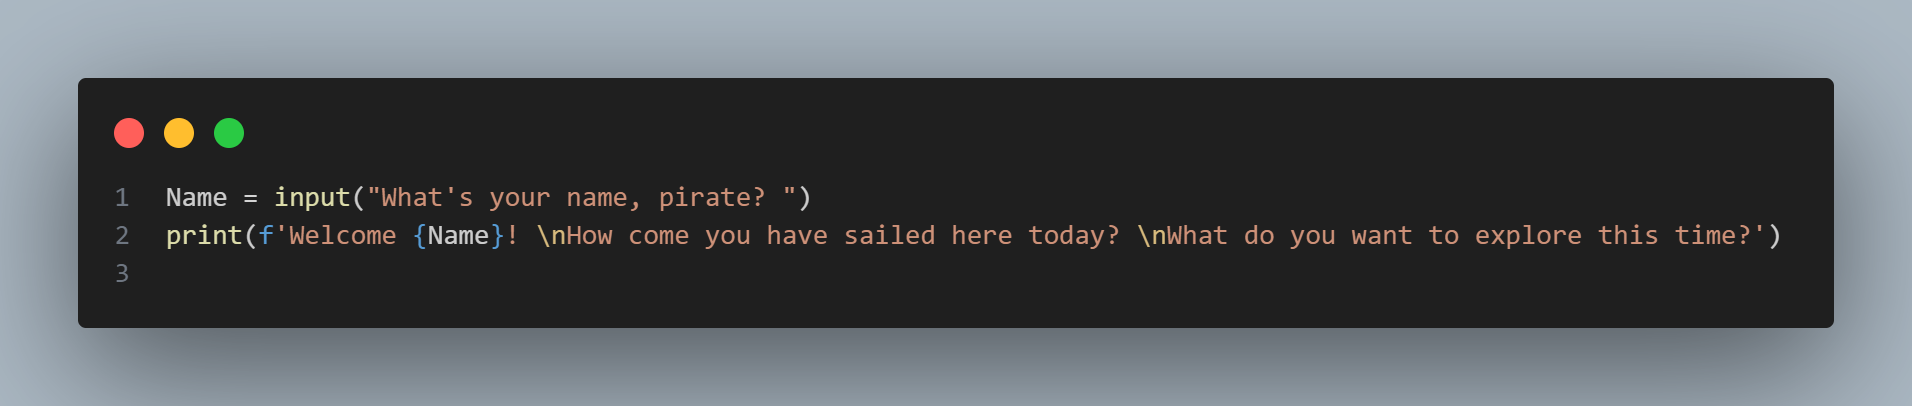 1 Name = input("What's your name, pirate? ")
2 print(f'Welcome {Name}! \nHow come you have sailed here today? \nWhat do you want to explore this time?')
3